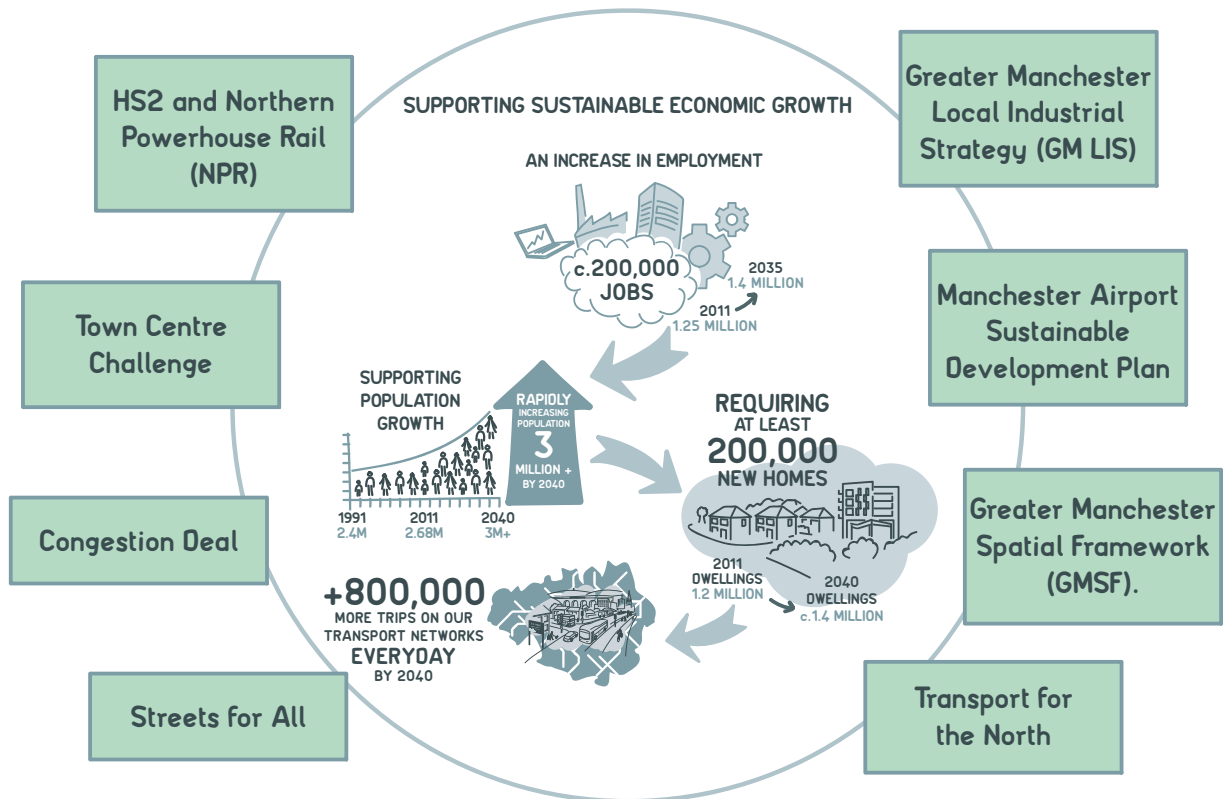 HS2 and Northern
Powerhouse Rail
(NPR)
Town Centre
Challenge
Congestion Deal
Streets for All
SUPPORTING SUSTAINABLE ECONOMIC GROWTH
AN INCREASE IN EMPLOYMENT
c.200,000
JOBS
2035
1.4 MILLION
2011
1.25 MILLION
SUPPORTING
POPULATION
GROWTH
1991
2.4M
2011
2.68M
2040
3M+
RAPIDLY
INCREASING
POPULATION
3
MILLION +
BY 2040
REQUIRING
AT LEAST
200,000
NEW HOMES
2011
DWELLINGS
1.2 MILLION
2040
DWELLINGS
c.1.4 MILLION
+800,000
MORE TRIPS ON OUR
TRANSPORT NETWORKS
EVERYDAY
BY 2040
Greater Manchester
Local Industrial
Strategy (GM LIS)
Manchester Airport
Sustainable
Development Plan
Greater Manchester
Spatial Framework
(GMSF).
Transport for
the North